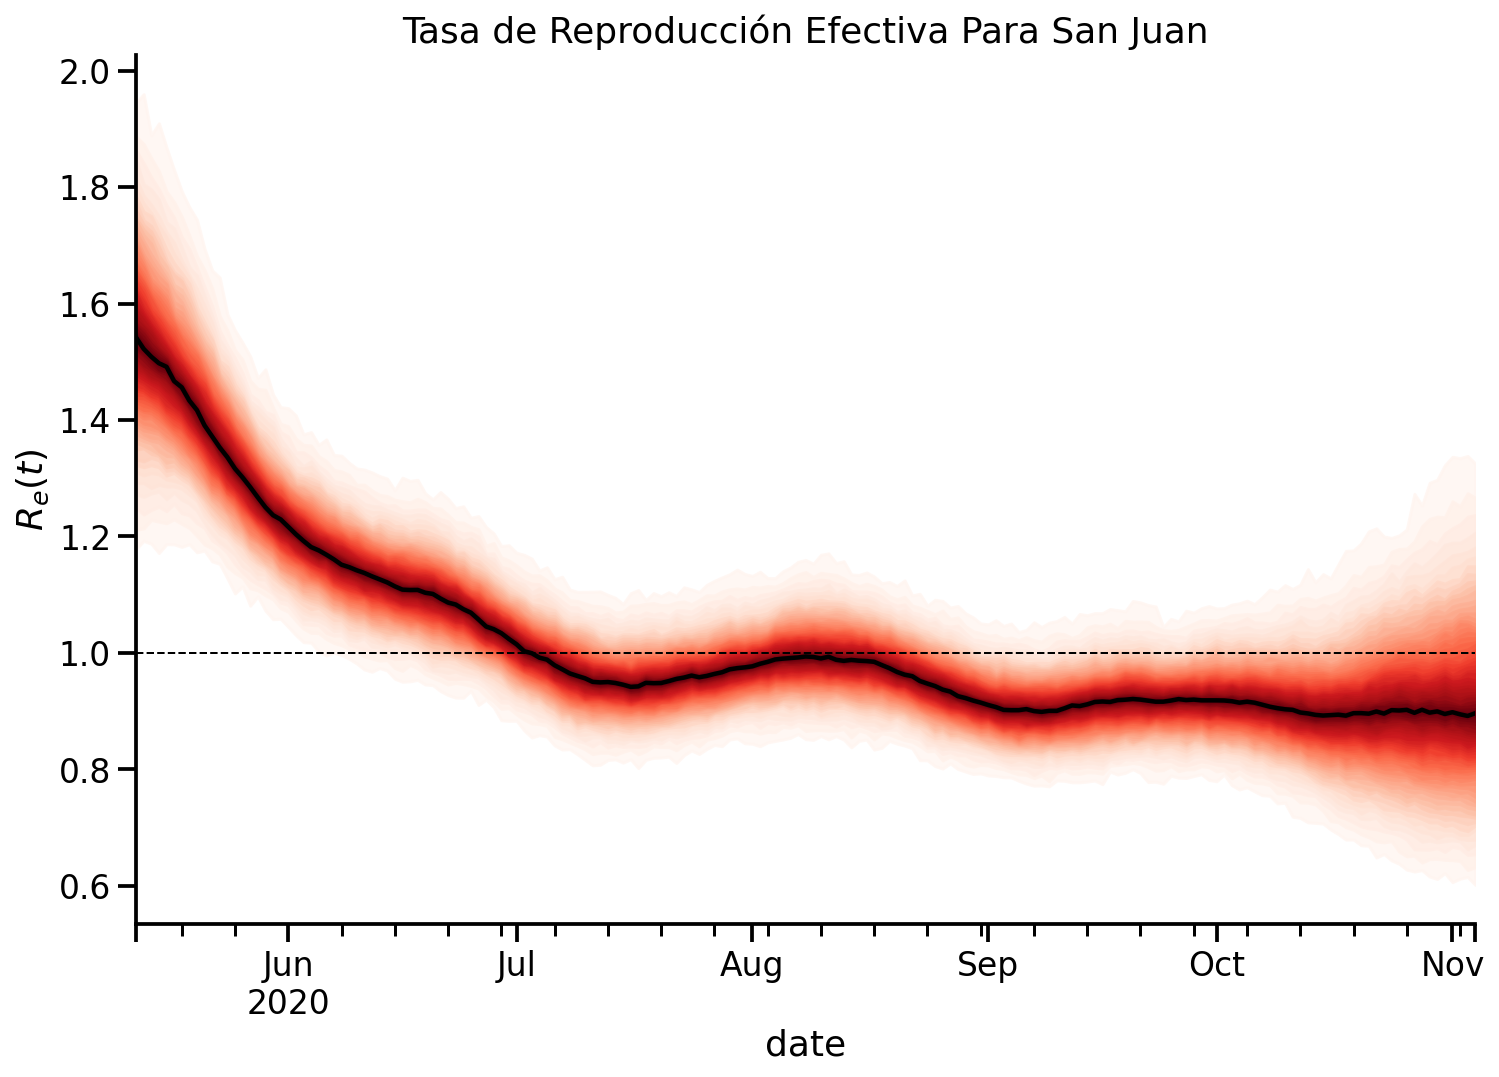 Tasa de Reproducción Efectiva Para San Juan
2.0
1.8
1.6
1.4
1.2
1.0
0.8
0.6
$R_e(t)$
Jun Jul Aug Sep Oct Nov
2020
date